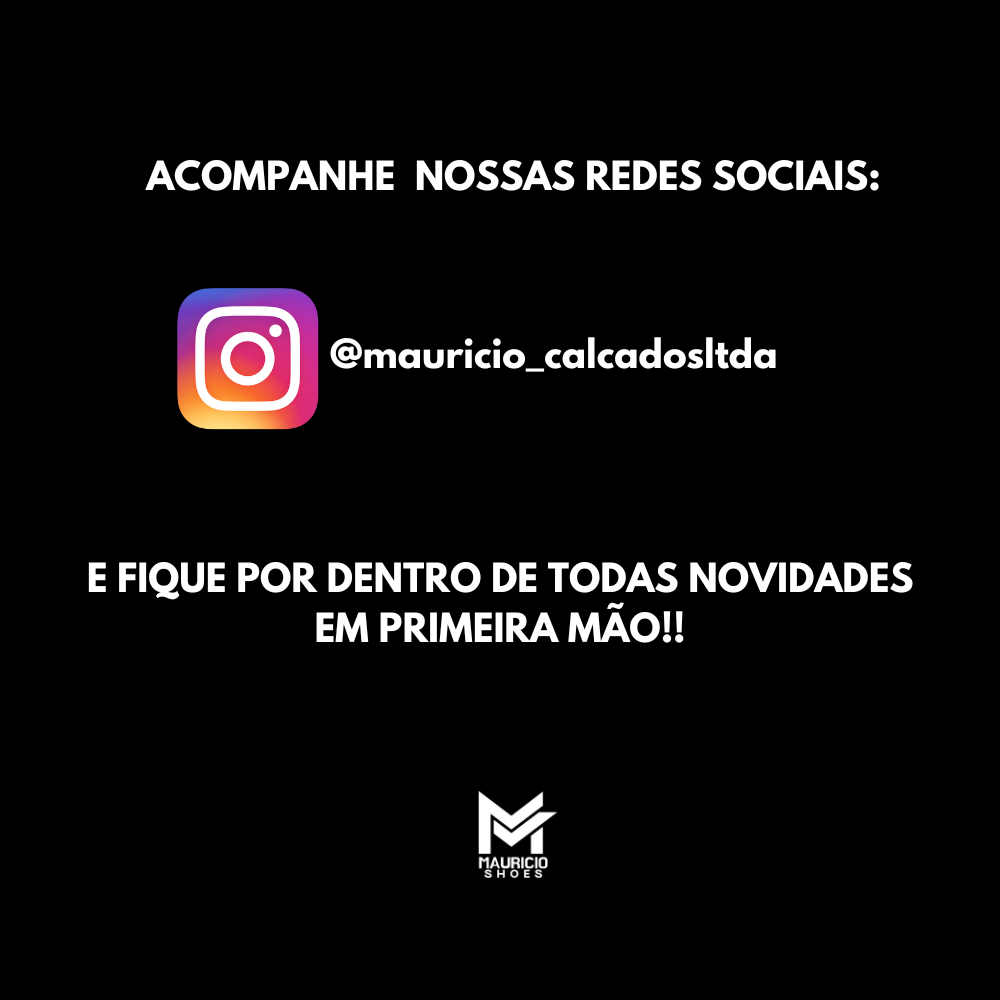 ACOMPANHE  NOSSAS REDES SOCIAIS:
@mauricio_calcadosltda
E FIQUE POR DENTRO DE TODAS NOVIDADES
EM PRIMEIRA MÃO!!
MAURICIO
SHOES